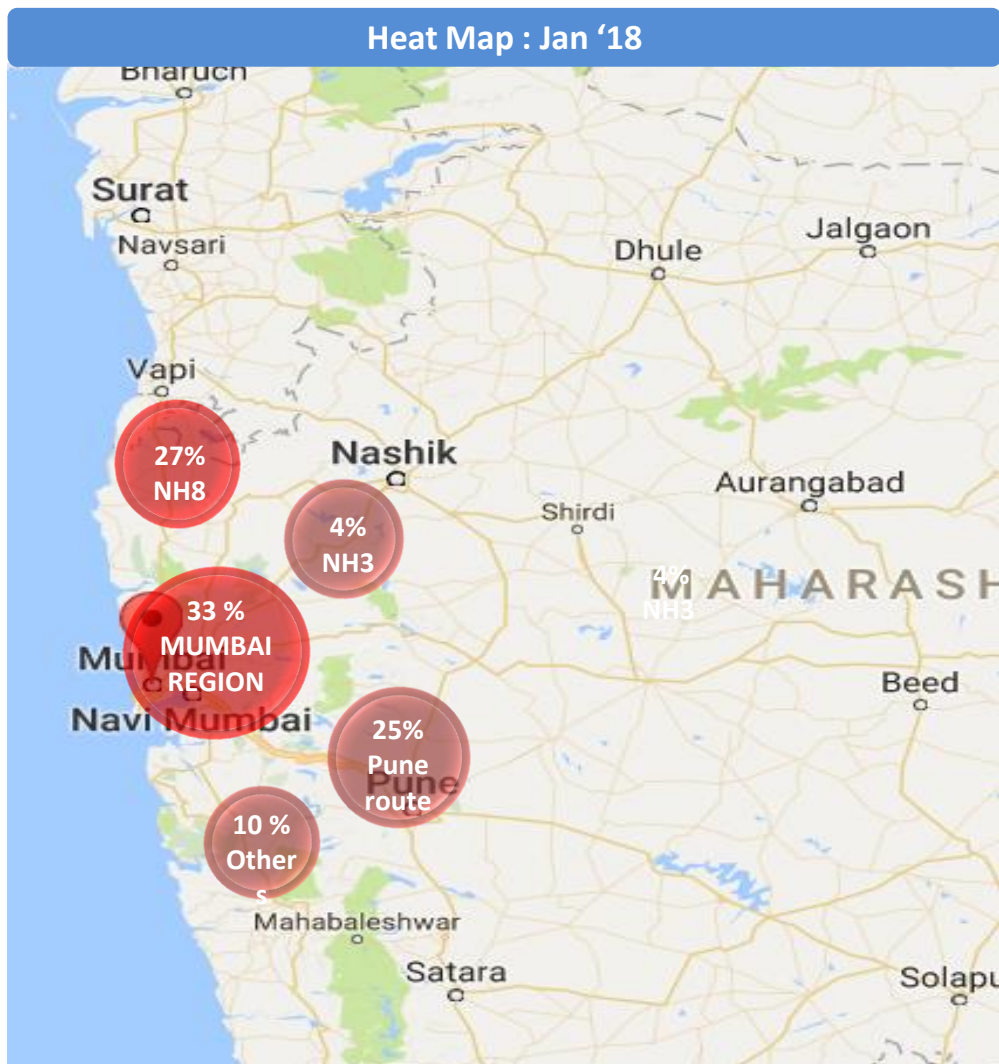 Heat Map : Jan ‘18
Bharuch
Surat
Navsari
Jalgaon
Dhule
Vapi
27%
NH8
Nashik
Aurangabad
Shirdi
4%
NH3
4%
NH3
MAHARASH
33 %
MUMBAI
REGION
Mumbai
Navi Mumbai
Beed
25%
Pune
route
Pune
10 %
Other
s
Mahabaleshwar
Satara
Solapu